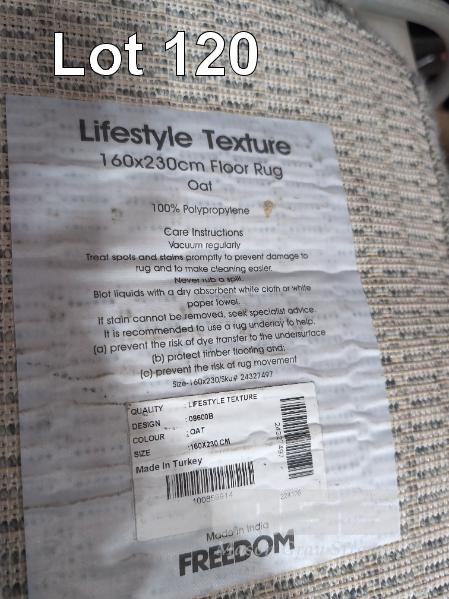 Lot 120
Lifestyle Texture
160x230cm Floor Rug
Oat
100% Polypropylene
Care Instructions
Vacuum regularly
Treat spots and stains promptly to prevent damage to
rug and to make cleaning easier.
Never rub a spill.
Blot liquids with a dry absorbent white cloth or white
paper towel.
If stain cannot be removed, seek specialist advice.
It is recommended to use a rug underlay to help;
(a) prevent the risk of dye transfer to the undersurface
(b) protect timber flooring and;
(c) prevent the risk of rug movement
Size-160x230/Sku# 24327497
QUALITY : LIFESTYLE TEXTURE
DESIGN : 09600B
COLOUR : OAT
SIZE : 160X230 CM
Made In Turkey
Made in India
FREEDOM